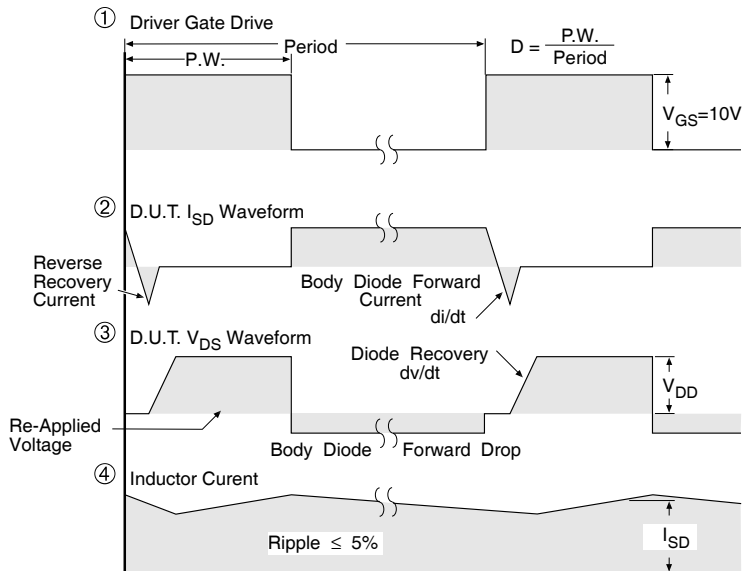 ① Driver Gate Drive
Period
P.W.
D = P.W.
Period
V_GS=10V
② D.U.T. I_SD Waveform
Reverse
Recovery
Current
Body Diode Forward
Current
di/dt
③ D.U.T. V_DS Waveform
Diode Recovery
dv/dt
V_DD
Re-Applied
Voltage
Body Diode Forward Drop
④ Inductor Curent
Ripple ≤ 5%
I_SD